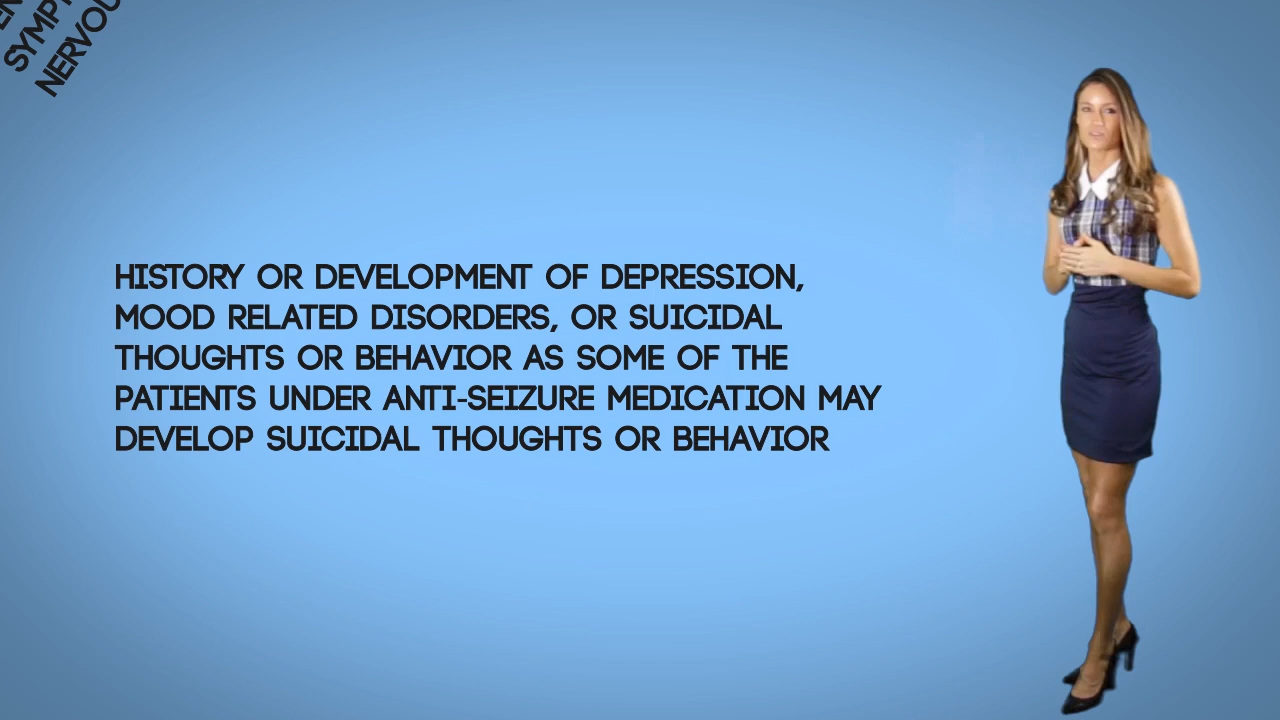 HISTORY OR DEVELOPMENT OF DEPRESSION,
MOOD RELATED DISORDERS, OR SUICIDAL
THOUGHTS OR BEHAVIOR AS SOME OF THE
PATIENTS UNDER ANTI-SEIZURE MEDICATION MAY
DEVELOP SUICIDAL THOUGHTS OR BEHAVIOR